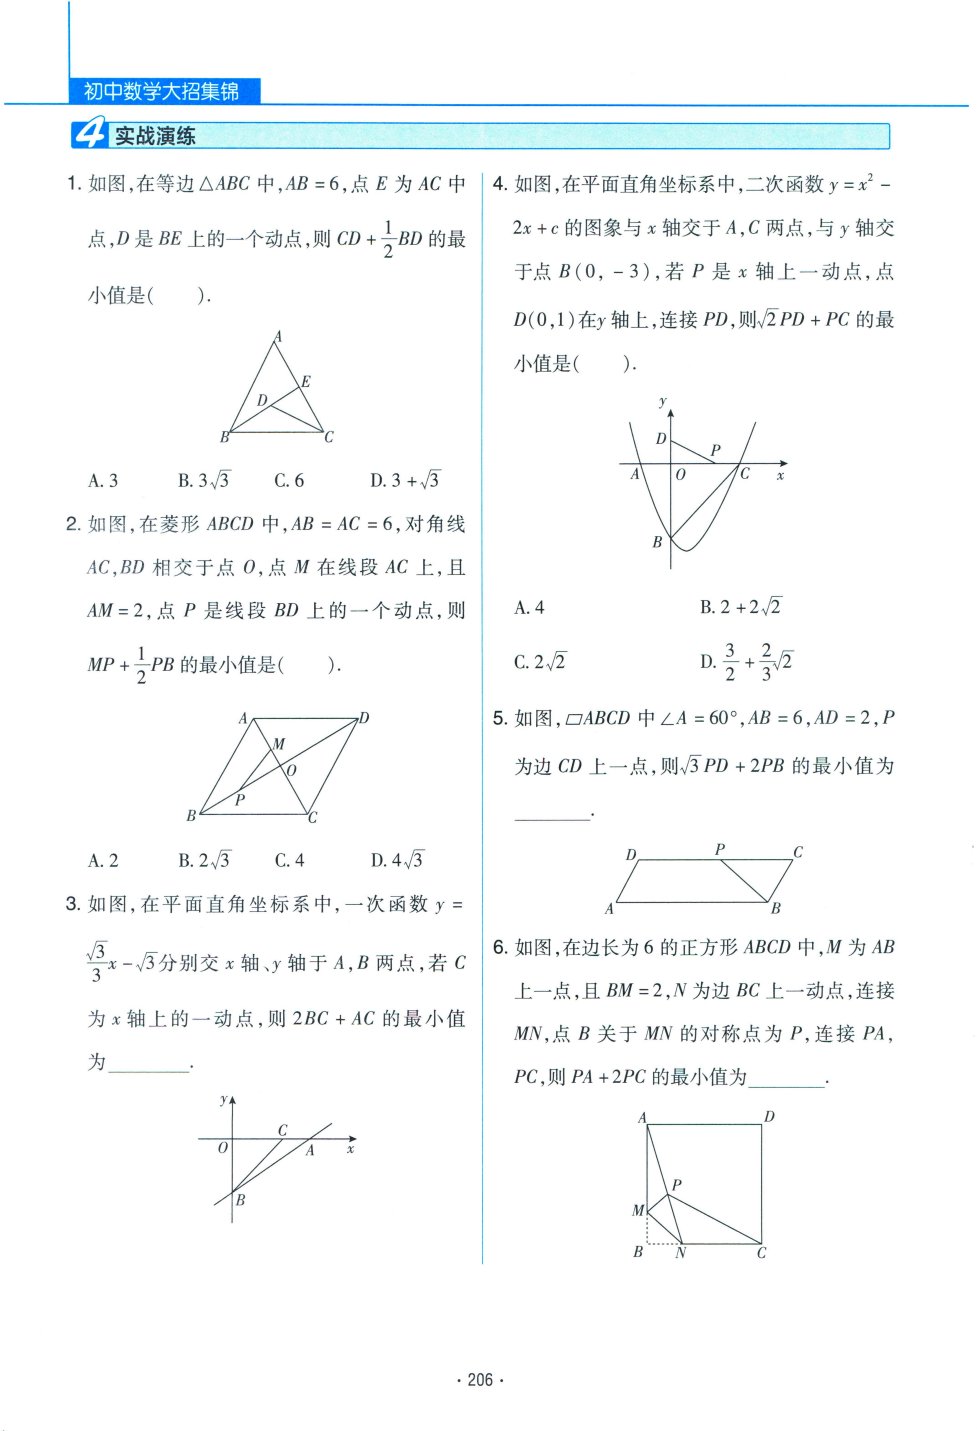 初中数学大招集锦
4 实战演练
1. 如图,在等边△ABC 中,AB = 6,点 E 为 AC 中
点,D 是 BE 上的一个动点,则 CD + 1/2 BD 的最
小值是(    ).
A
E
D
B
C
A. 3  B. 3√3  C. 6  D. 3 + √3
2. 如图,在菱形 ABCD 中,AB = AC = 6,对角线
AC,BD 相交于点 O,点 M 在线段 AC 上,且
AM = 2,点 P 是线段 BD 上的一个动点,则
MP + 1/2 PB 的最小值是(    ).
A D
M
O
P
B C
A. 2  B. 2√3  C. 4  D. 4√3
3. 如图,在平面直角坐标系中,一次函数 y =
√3/3 x - √3分别交 x 轴、y 轴于 A,B 两点,若 C
为 x 轴上的一动点,则 2BC + AC 的最小值
为________.
y
C
O A x
B
4. 如图,在平面直角坐标系中,二次函数 y = x² -
2x + c 的图象与 x 轴交于 A,C 两点,与 y 轴交
于点 B(0, -3),若 P 是 x 轴上一动点,点
D(0,1)在y 轴上,连接 PD,则√2PD + PC 的最
小值是(    ).
y
D P
A O C x
B
A. 4  B. 2 + 2√2
C. 2√2  D. 3/2 + 2/3√2
5. 如图,▱ABCD 中∠A = 60°,AB = 6,AD = 2,P
为边 CD 上一点,则√3PD + 2PB 的最小值为
________.
D P C
A B
6. 如图,在边长为 6 的正方形 ABCD 中,M 为 AB
上一点,且 BM = 2,N 为边 BC 上一动点,连接
MN,点 B 关于 MN 的对称点为 P,连接 PA,
PC,则 PA + 2PC 的最小值为________.
A D
P
M
B N C
· 206 ·